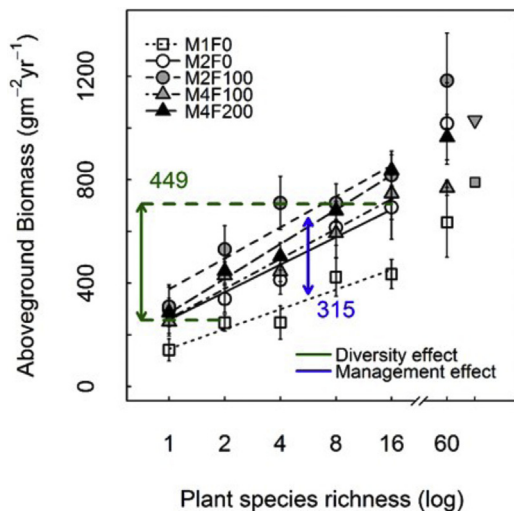 M1F0
M2F0
M2F100
M4F100
M4F200
449
315
Diversity effect
Management effect
Aboveground Biomass (gm⁻²yr⁻¹)
0
400
800
1200
1 2 4 8 16 60
Plant species richness (log)